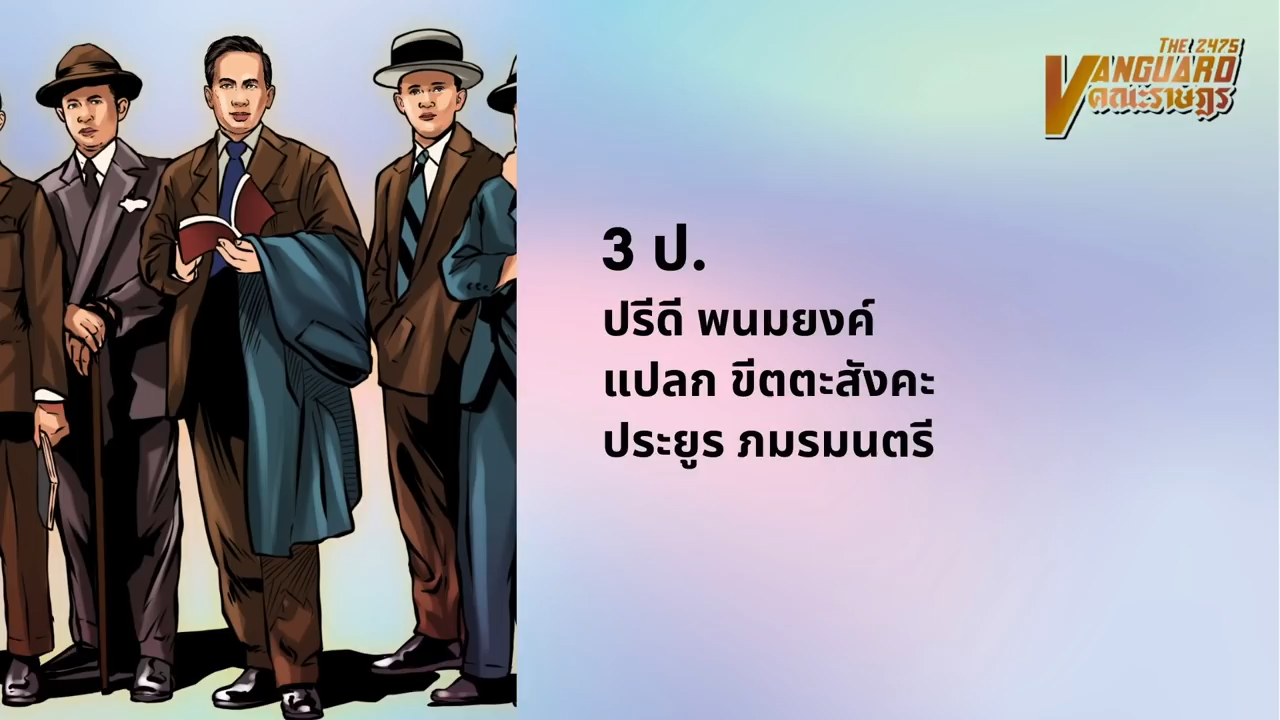 THE 2475
VANGUARD
คณะราษฎร
3 ป.
ปรีดี พนมยงค์
แปลก ขีตตะสังคะ
ประยูร ภมรมนตรี